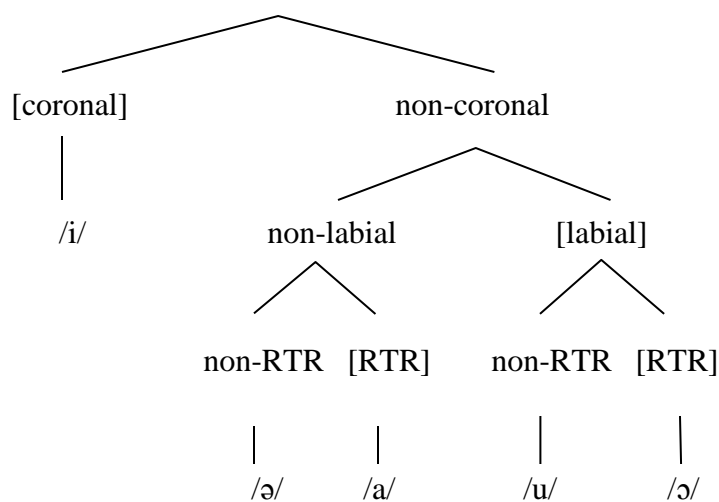 [coronal] non-coronal
/i/ non-labial [labial]
non-RTR [RTR] non-RTR [RTR]
/ə/ /a/ /u/ /ɔ/